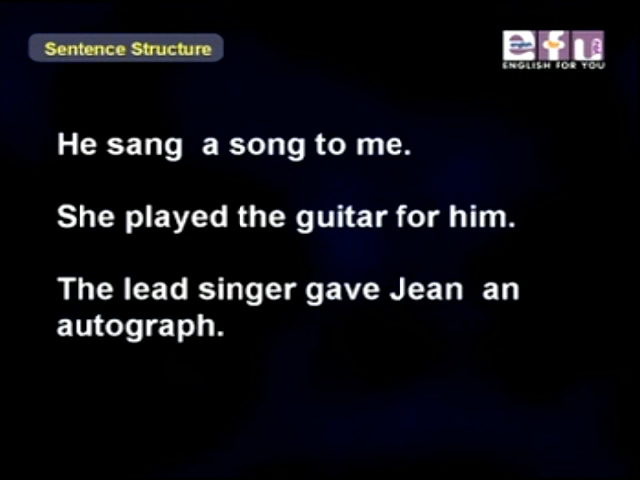 Sentence Structure
efu
ENGLISH FOR YOU
He sang a song to me.
She played the guitar for him.
The lead singer gave Jean an
autograph.